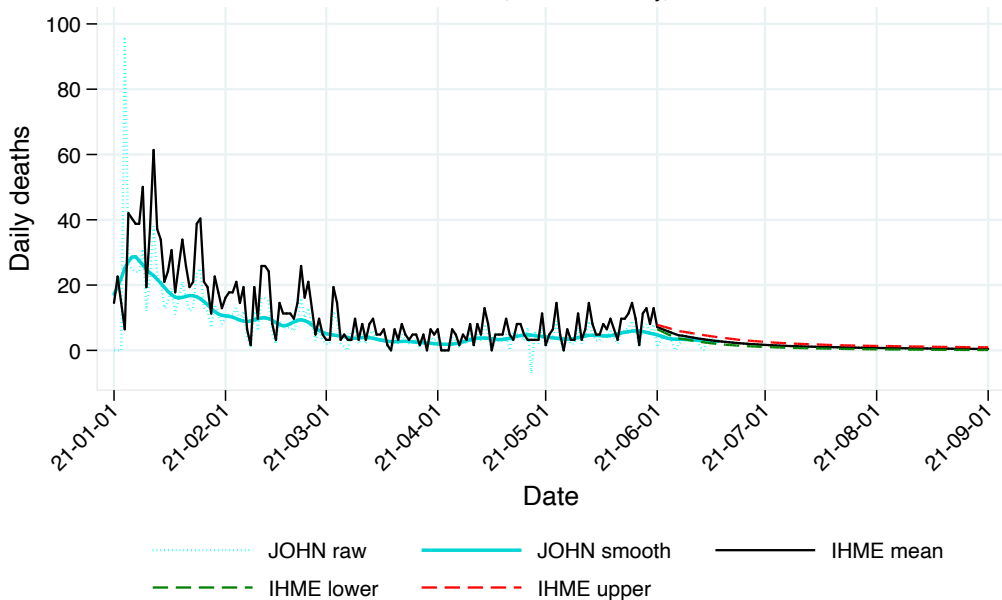 100
80
60
40
20
0
Daily deaths
21-01-01
21-02-01
21-03-01
21-04-01
21-05-01
21-06-01
21-07-01
21-08-01
21-09-01
Date
JOHN raw
JOHN smooth
IHME mean
IHME lower
IHME upper